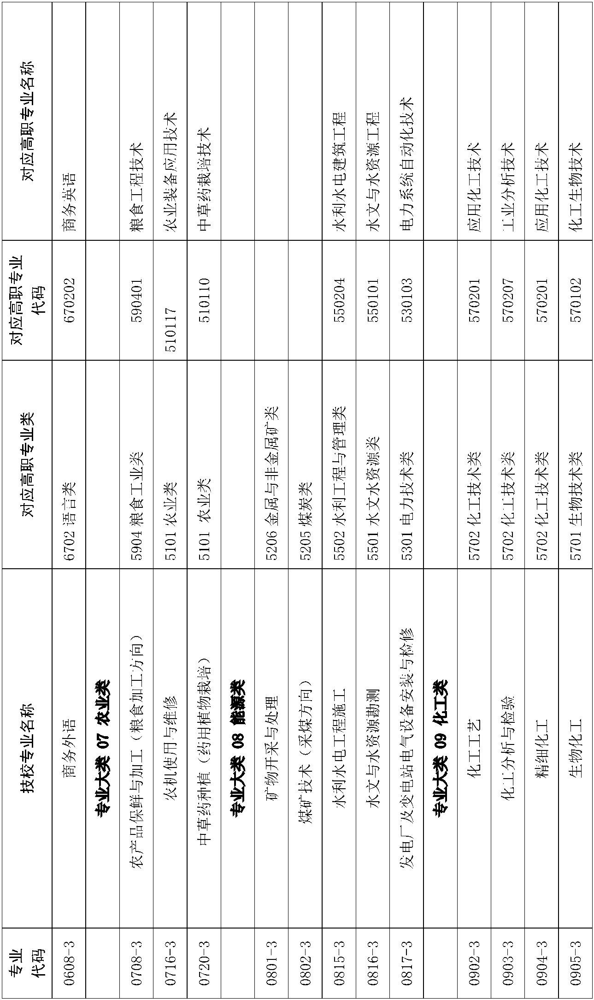 专业代码 技校专业名称 对应高职专业类 对应高职专业代码 对应高职专业名称
0608-3 商务外语 6702 语言类 670202 商务英语
专业大类 07 农业类
0708-3 农产品保鲜与加工（粮食加工方向） 5904 粮食工业类 590401 粮食工程技术
0716-3 农机使用与维修 5101 农业类 510117 农业装备应用技术
0720-3 中草药种植（药用植物栽培） 5101 农业类 510110 中草药栽培技术
专业大类 08 能源类
0801-3 矿物开采与处理 5206 金属与非金属矿类
0802-3 煤矿技术（采煤方向） 5205 煤炭类
0815-3 水利水电工程施工 5502 水利工程与管理类 550204 水利水电建筑工程
0816-3 水文与水资源勘测 5501 水文水资源类 550101 水文与水资源工程
0817-3 发电厂及变电站电气设备安装与检修 5301 电力技术类 530103 电力系统自动化技术
专业大类 09 化工类
0902-3 化工工艺 5702 化工技术类 570201 应用化工技术
0903-3 化工分析与检验 5702 化工技术类 570207 工业分析技术
0904-3 精细化工 5702 化工技术类 570201 应用化工技术
0905-3 生物化工 5701 生物技术类 570102 化工生物技术